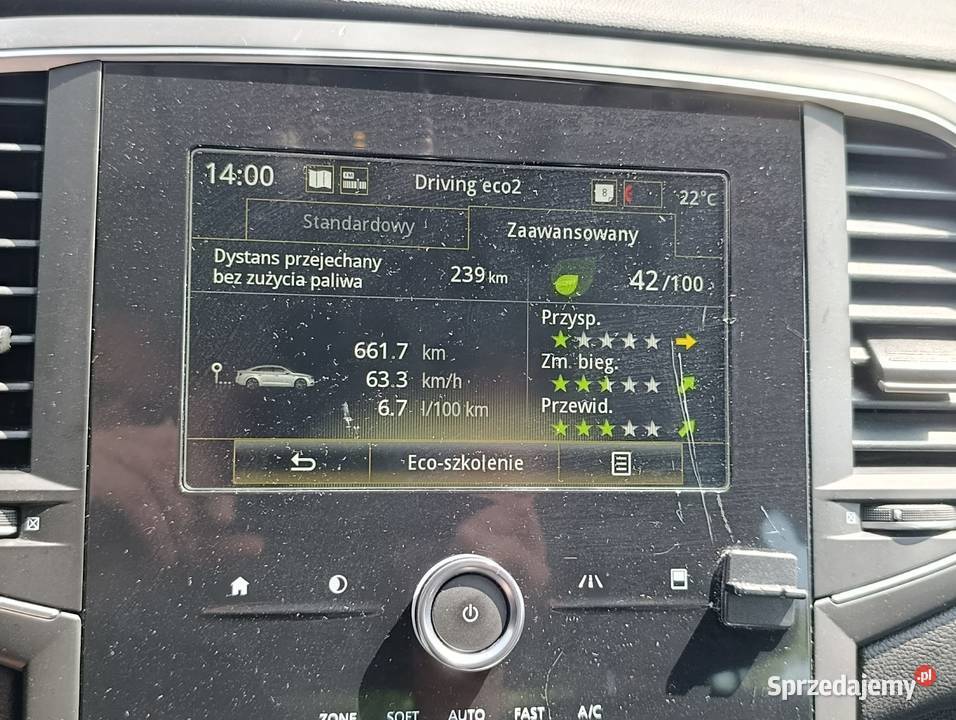 14:00 Driving eco2 8 22°C
Standardowy Zaawansowany
Dystans przejechany
bez zużycia paliwa
239 km
42/100
Przysp.
661.7 km
Zm. bieg.
63.3 km/h
Przewid.
6.7 l/100 km
Eco-szkolenie
ZONE SOFT AUTO FAST A/C
Sprzedajemy.pl